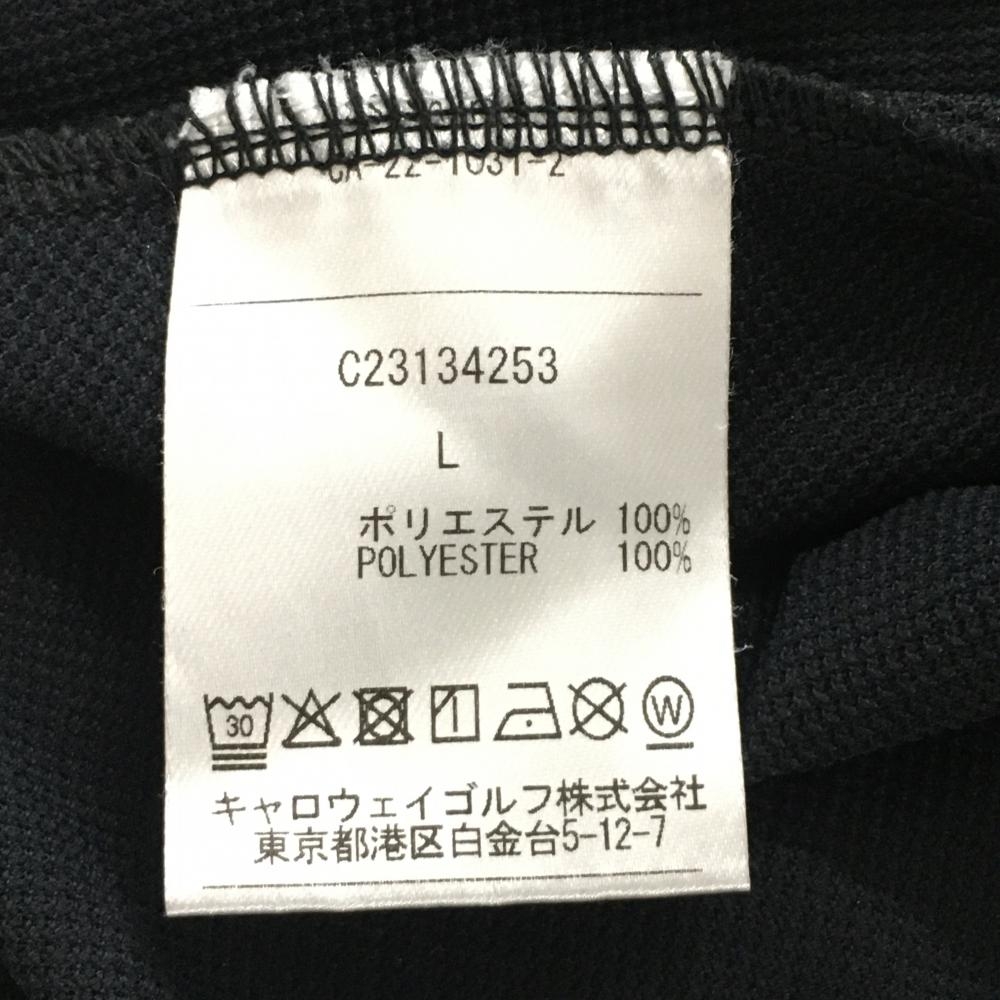 CA-22-1031-2
C23134253
L
ポリエステル 100%
POLYESTER 100%
30
W
キャロウェイゴルフ株式会社
東京都港区白金台5-12-7